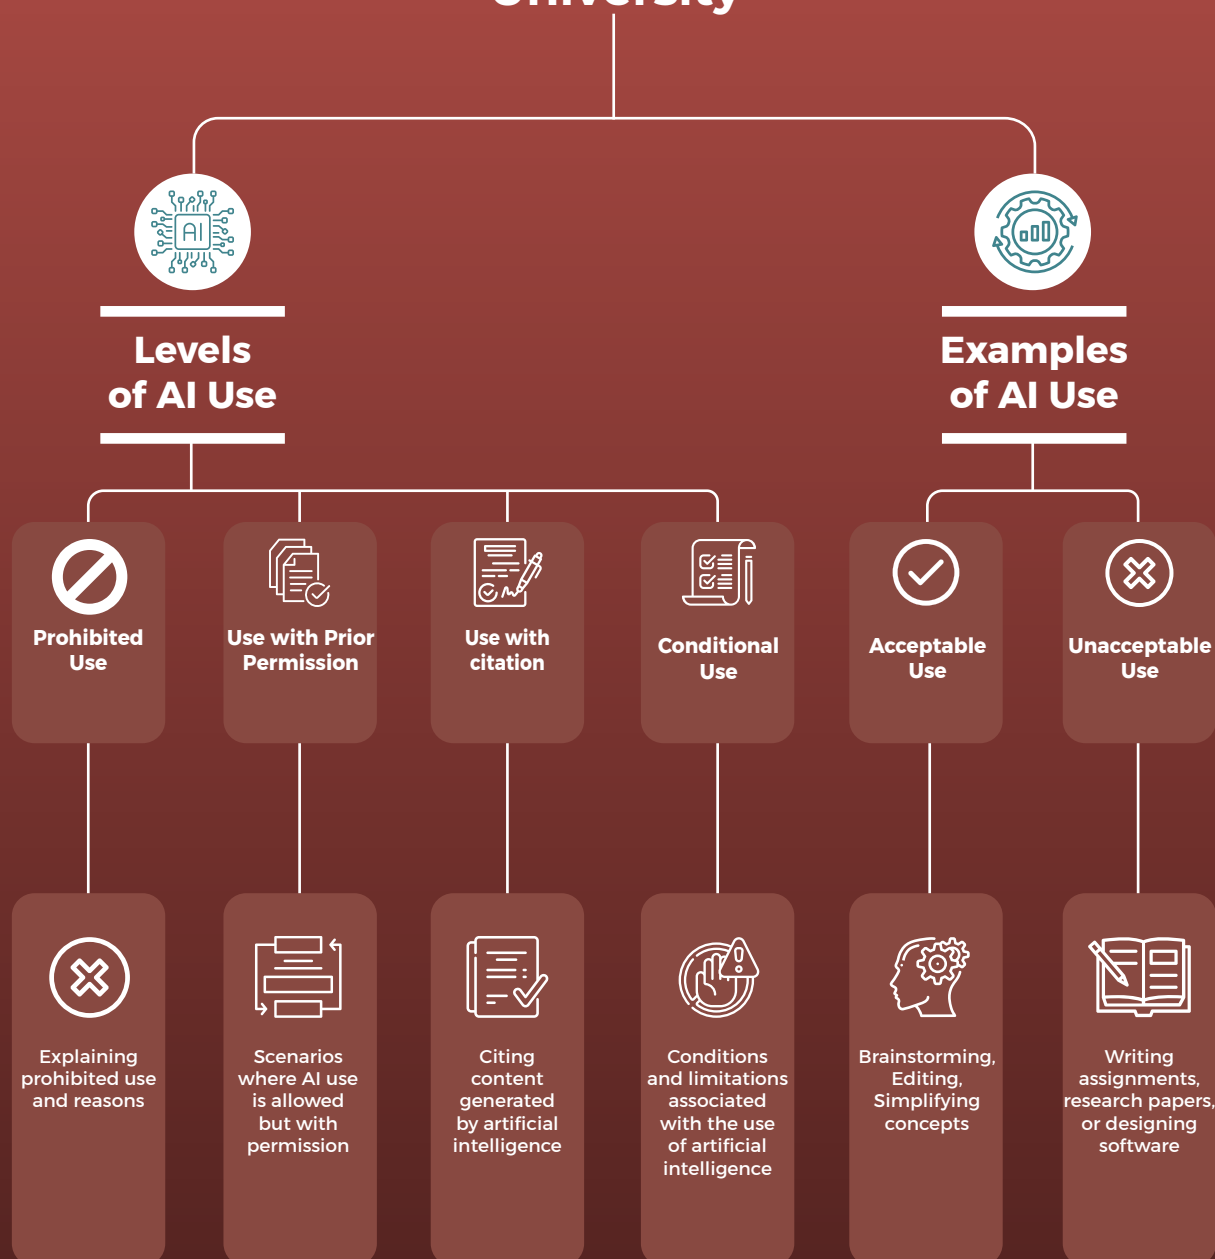 University
AI
Levels
of AI Use
Examples
of AI Use
Prohibited
Use
Use with Prior
Permission
Use with
citation
Conditional
Use
Acceptable
Use
Unacceptable
Use
Explaining
prohibited use
and reasons
Scenarios
where AI use
is allowed
but with
permission
Citing
content
generated
by artificial
intelligence
Conditions
and limitations
associated
with the use
of artificial
intelligence
Brainstorming,
Editing,
Simplifying
concepts
Writing
assignments,
research papers,
or designing
software